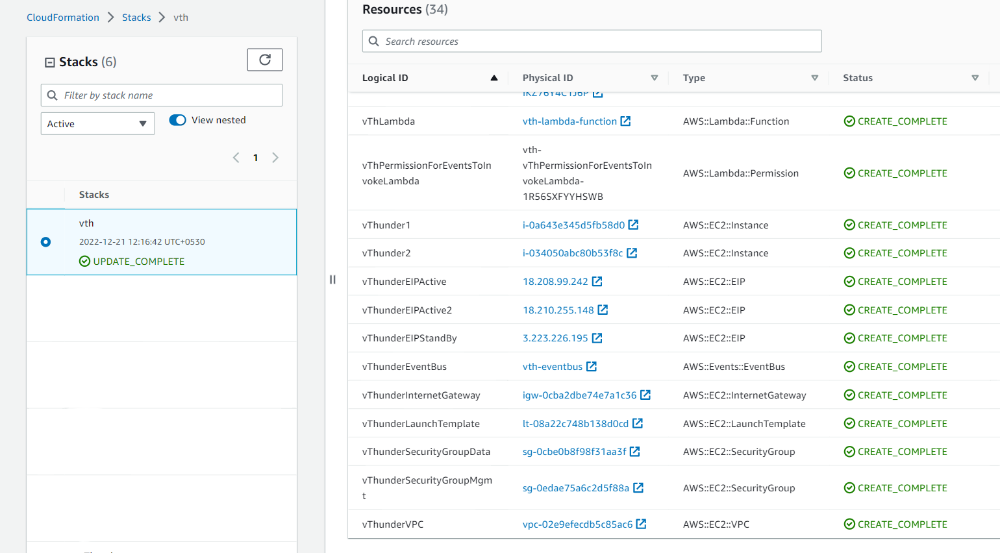 CloudFormation > Stacks > vth
Stacks (6)
Filter by stack name
Active
View nested
1
Stacks
vth
2022-12-21 12:16:42 UTC+0530
UPDATE_COMPLETE
Resources (34)
Search resources
Logical ID Physical ID Type Status
vThLambda vth-lambda-function AWS::Lambda::Function CREATE_COMPLETE
vThPermissionForEventsToIn
vokeLambda
vth-
vThPermissionForEventsToIn
vokeLambda-
1R56SXFYYHSWB
AWS::Lambda::Permission CREATE_COMPLETE
vThunder1 i-0a643e345d5fb58d0 AWS::EC2::Instance CREATE_COMPLETE
vThunder2 i-034050abc80b53f8c AWS::EC2::Instance CREATE_COMPLETE
vThunderEIPActive 18.208.99.242 AWS::EC2::EIP CREATE_COMPLETE
vThunderEIPActive2 18.210.255.148 AWS::EC2::EIP CREATE_COMPLETE
vThunderEIPStandBy 3.223.226.195 AWS::EC2::EIP CREATE_COMPLETE
vThunderEventBus vth-eventbus AWS::Events::EventBus CREATE_COMPLETE
vThunderInternetGateway igw-0cba2dbe74e7a1c36 AWS::EC2::InternetGateway CREATE_COMPLETE
vThunderLaunchTemplate lt-08a22c748b138d0cd AWS::EC2::LaunchTemplate CREATE_COMPLETE
vThunderSecurityGroupData sg-0cbe0b8f98f31aa3f AWS::EC2::SecurityGroup CREATE_COMPLETE
vThunderSecurityGroupMgm
t
sg-0edae75a6c2d5f88a AWS::EC2::SecurityGroup CREATE_COMPLETE
vThunderVPC vpc-02e9efecdb5c85ac6 AWS::EC2::VPC CREATE_COMPLETE